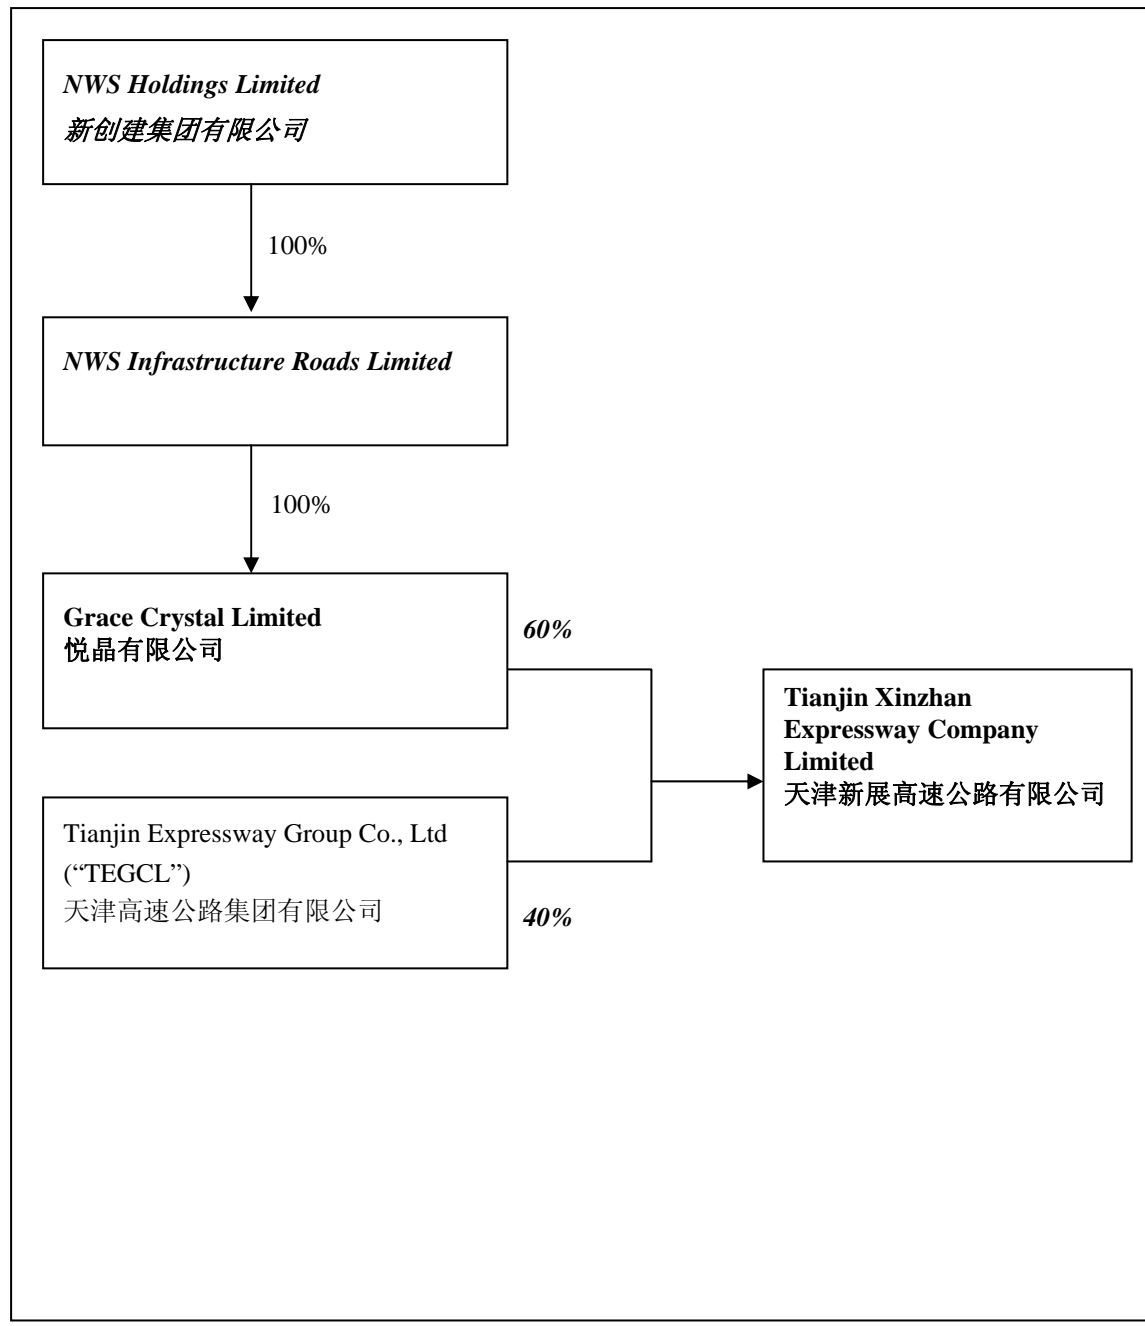 NWS Holdings Limited
新创建集团有限公司
100%
NWS Infrastructure Roads Limited
100%
Grace Crystal Limited
悦晶有限公司
60%
Tianjin Xinzhan
Expressway Company
Limited
天津新展高速公路有限公司
Tianjin Expressway Group Co., Ltd
(“TEGCL”)
天津高速公路集团有限公司
40%